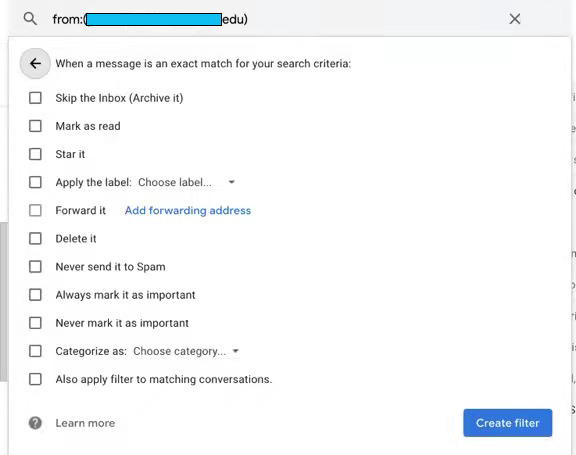 from:( edu)
When a message is an exact match for your search criteria:
Skip the Inbox (Archive it)
Mark as read
Star it
Apply the label: Choose label...
Forward it Add forwarding address
Delete it
Never send it to Spam
Always mark it as important
Never mark it as important
Categorize as: Choose category...
Also apply filter to matching conversations.
Learn more
Create filter